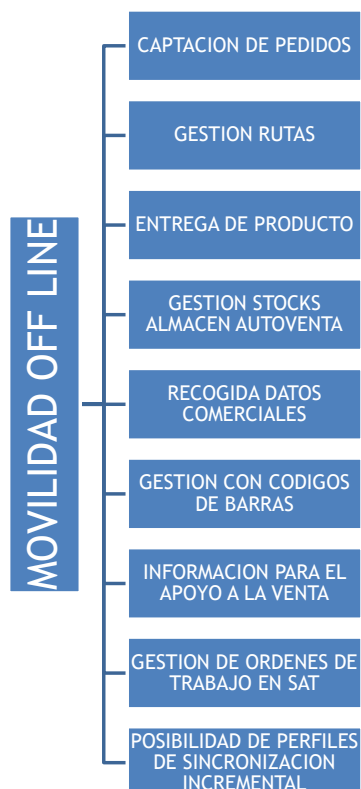 MOVILIDAD OFF LINE
CAPTACION DE PEDIDOS
GESTION RUTAS
ENTREGA DE PRODUCTO
GESTION STOCKS
ALMACEN AUTOVENTA
RECOGIDA DATOS
COMERCIALES
GESTION CON CODIGOS
DE BARRAS
INFORMACION PARA EL
APOYO A LA VENTA
GESTION DE ORDENES DE
TRABAJO EN SAT
POSIBILIDAD DE PERFILES
DE SINCRONIZACION
INCREMENTAL